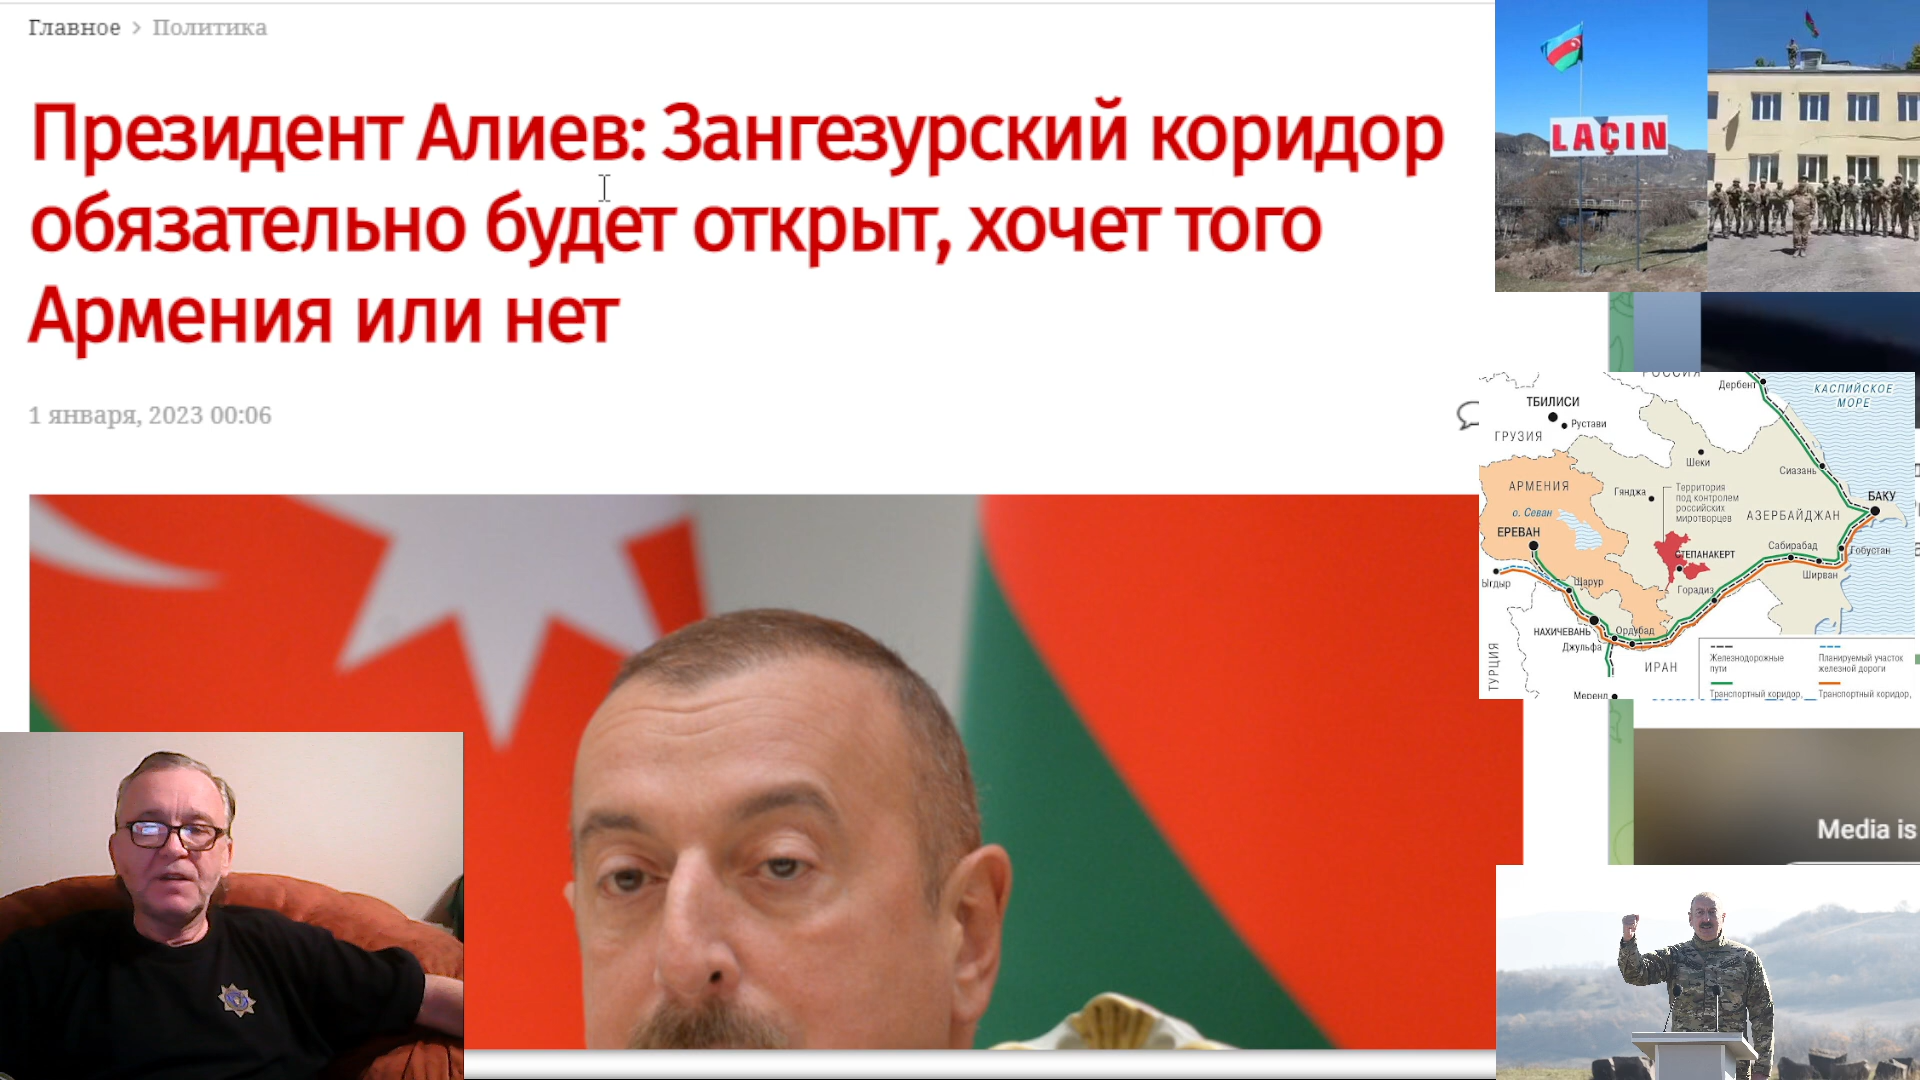 Главное > Политика
Президент Алиев: Зангезурский коридор
обязательно будет открыт, хочет того
Армения или нет
1 января, 2023 00:06
LAÇIN
РОССИЯ
Дербент
КАСПИЙСКОЕ
МОРЕ
ТБИЛИСИ
Рустави
ГРУЗИЯ
Шеки
Сиазань
АРМЕНИЯ
Гянджа
Территория
под контролем
российских
миротворцев
БАКУ
о. Севан
АЗЕРБАЙДЖАН
ЕРЕВАН
СТЕПАНАКЕРТ
Сабирабад
Гобустан
Ширван
Ыгдыр
Шарур
Горадиз
НАХИЧЕВАНЬ
Ордубад
Джульфа
ИРАН
ТУРЦИЯ
Железнодорожные
пути
Планируемый участок
железной дороги
Меренд
Транспортный коридор,
Транспортный коридор,
Media is